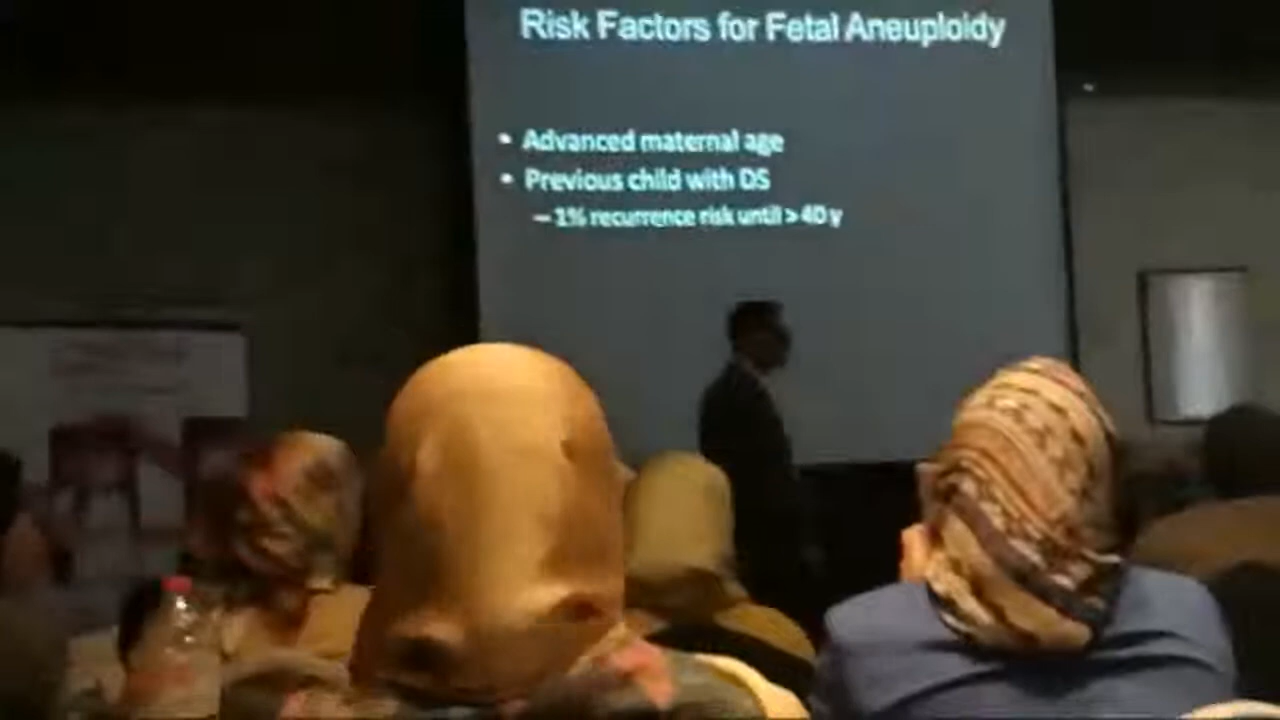 Risk Factors for Fetal Aneuploidy
• Advanced maternal age
• Previous child with DS
– 1% recurrence risk until > 40 y